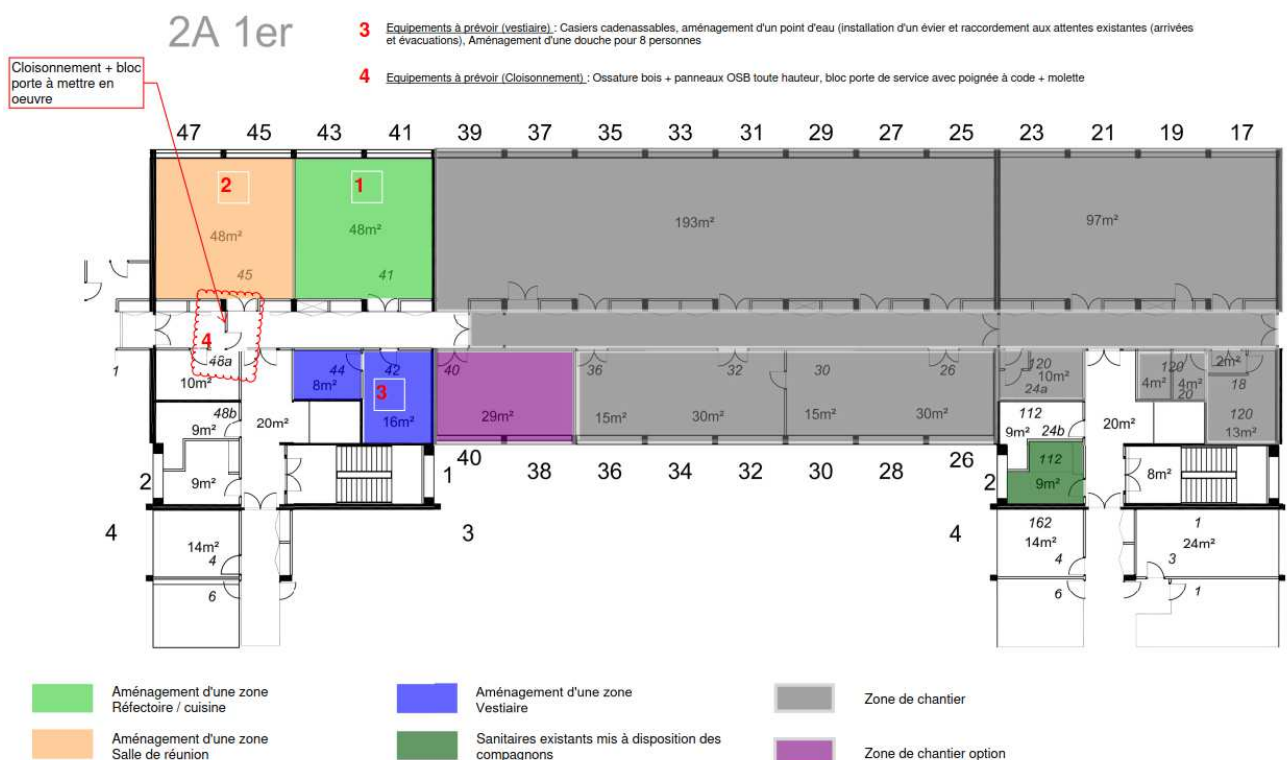 2A 1er
3 Equipements à prévoir (vestiaire) : Casiers cadenassables, aménagement d'un point d'eau (installation d'un évier et raccordement aux attentes existantes (arrivées
et évacuations), Aménagement d'une douche pour 8 personnes
4 Equipements à prévoir (Cloisonnement) : Ossature bois + panneaux OSB toute hauteur, bloc porte de service avec poignée à code + molette
Cloisonnement + bloc
porte à mettre en
oeuvre
47 45 43 41 39 37 35 33 31 29 27 25 23 21 19 17
2 1
48m² 48m² 193m² 97m²
45 41
4
1 48a 44 42 40 36 32 30 26 120 120 2m²
10m² 8m² 3 10m² 4m² 4m² 18
24a 20
48b 16m² 29m² 15m² 30m² 15m² 30m² 112 120
9m² 20m² 9m² 24b 20m² 13m²
40 38 36 34 32 30 28 26
2 9m² 1 2 112 9m² 8m²
4 3 4
14m² 162 14m² 1 24m²
4 4 3
6 6 1
Aménagement d'une zone
Réfectoire / cuisine
Aménagement d'une zone
Vestiaire
Zone de chantier
Aménagement d'une zone
Salle de réunion
Sanitaires existants mis à disposition des
compagnons
Zone de chantier option